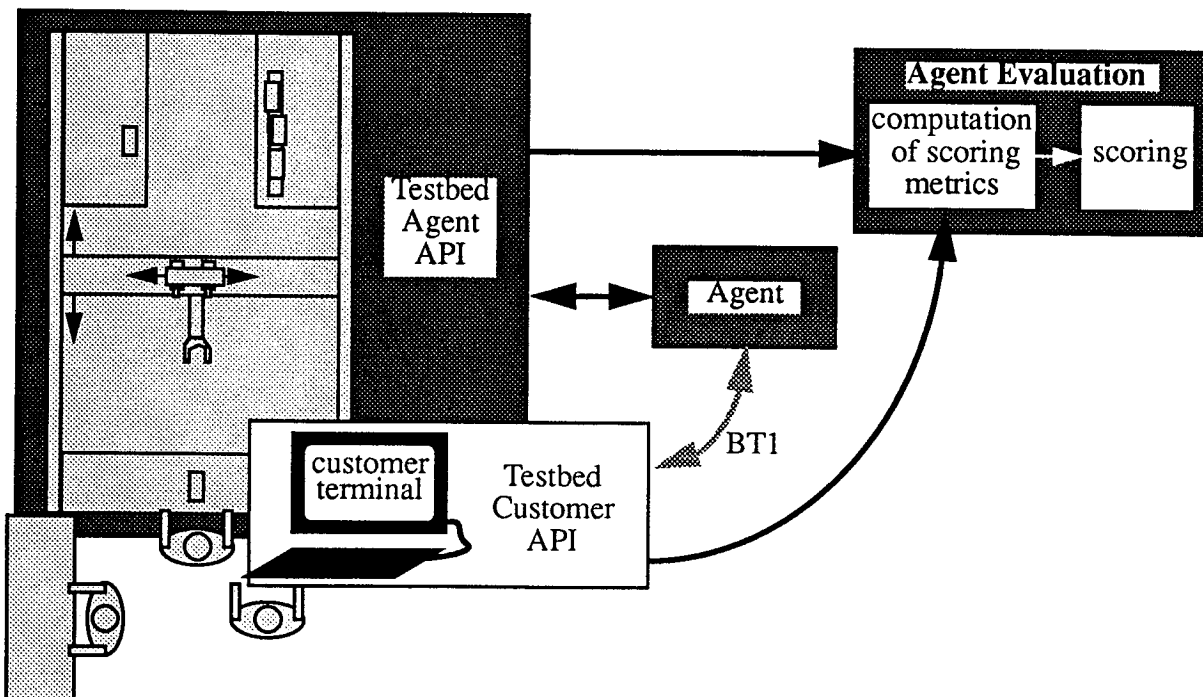 Agent Evaluation
computation
of scoring
metrics
scoring
Testbed
Agent
API
Agent
BT1
customer
terminal
Testbed
Customer
API